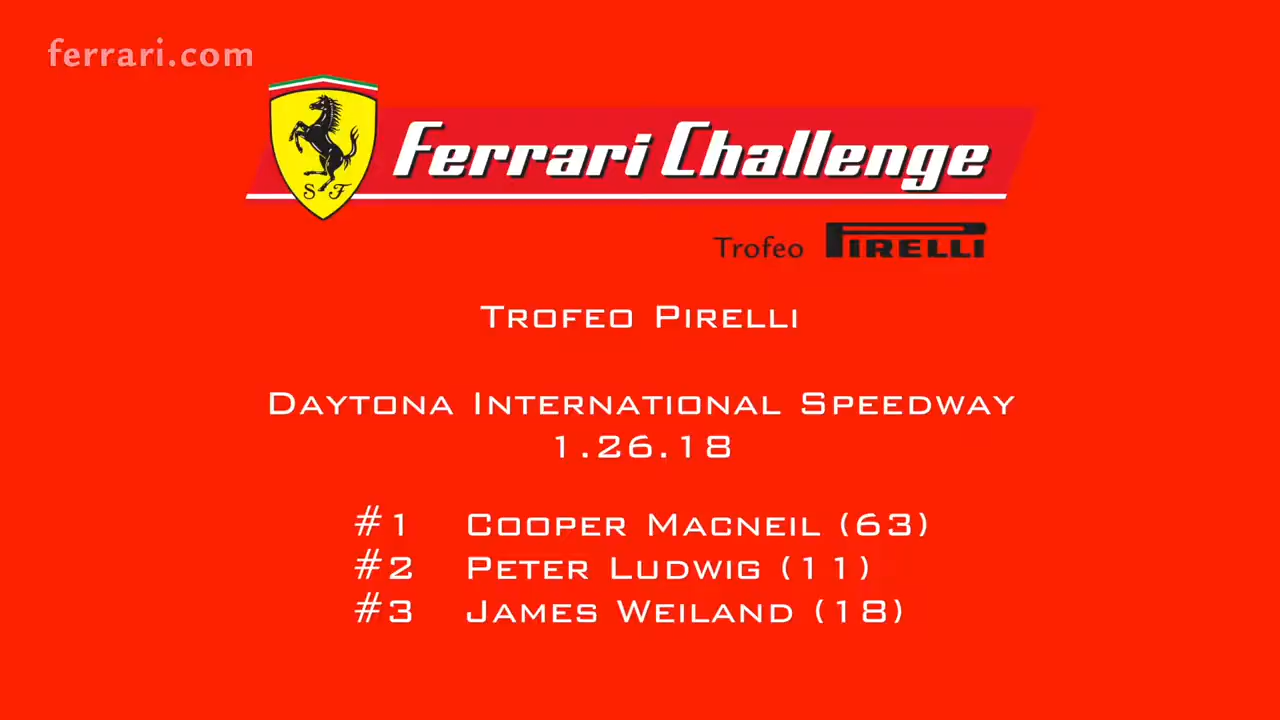 ferrari.com
S F
Ferrari Challenge
Trofeo PIRELLI
Trofeo Pirelli
Daytona International Speedway
1.26.18
#1 Cooper Macneil (63)
#2 Peter Ludwig (11)
#3 James Weiland (18)